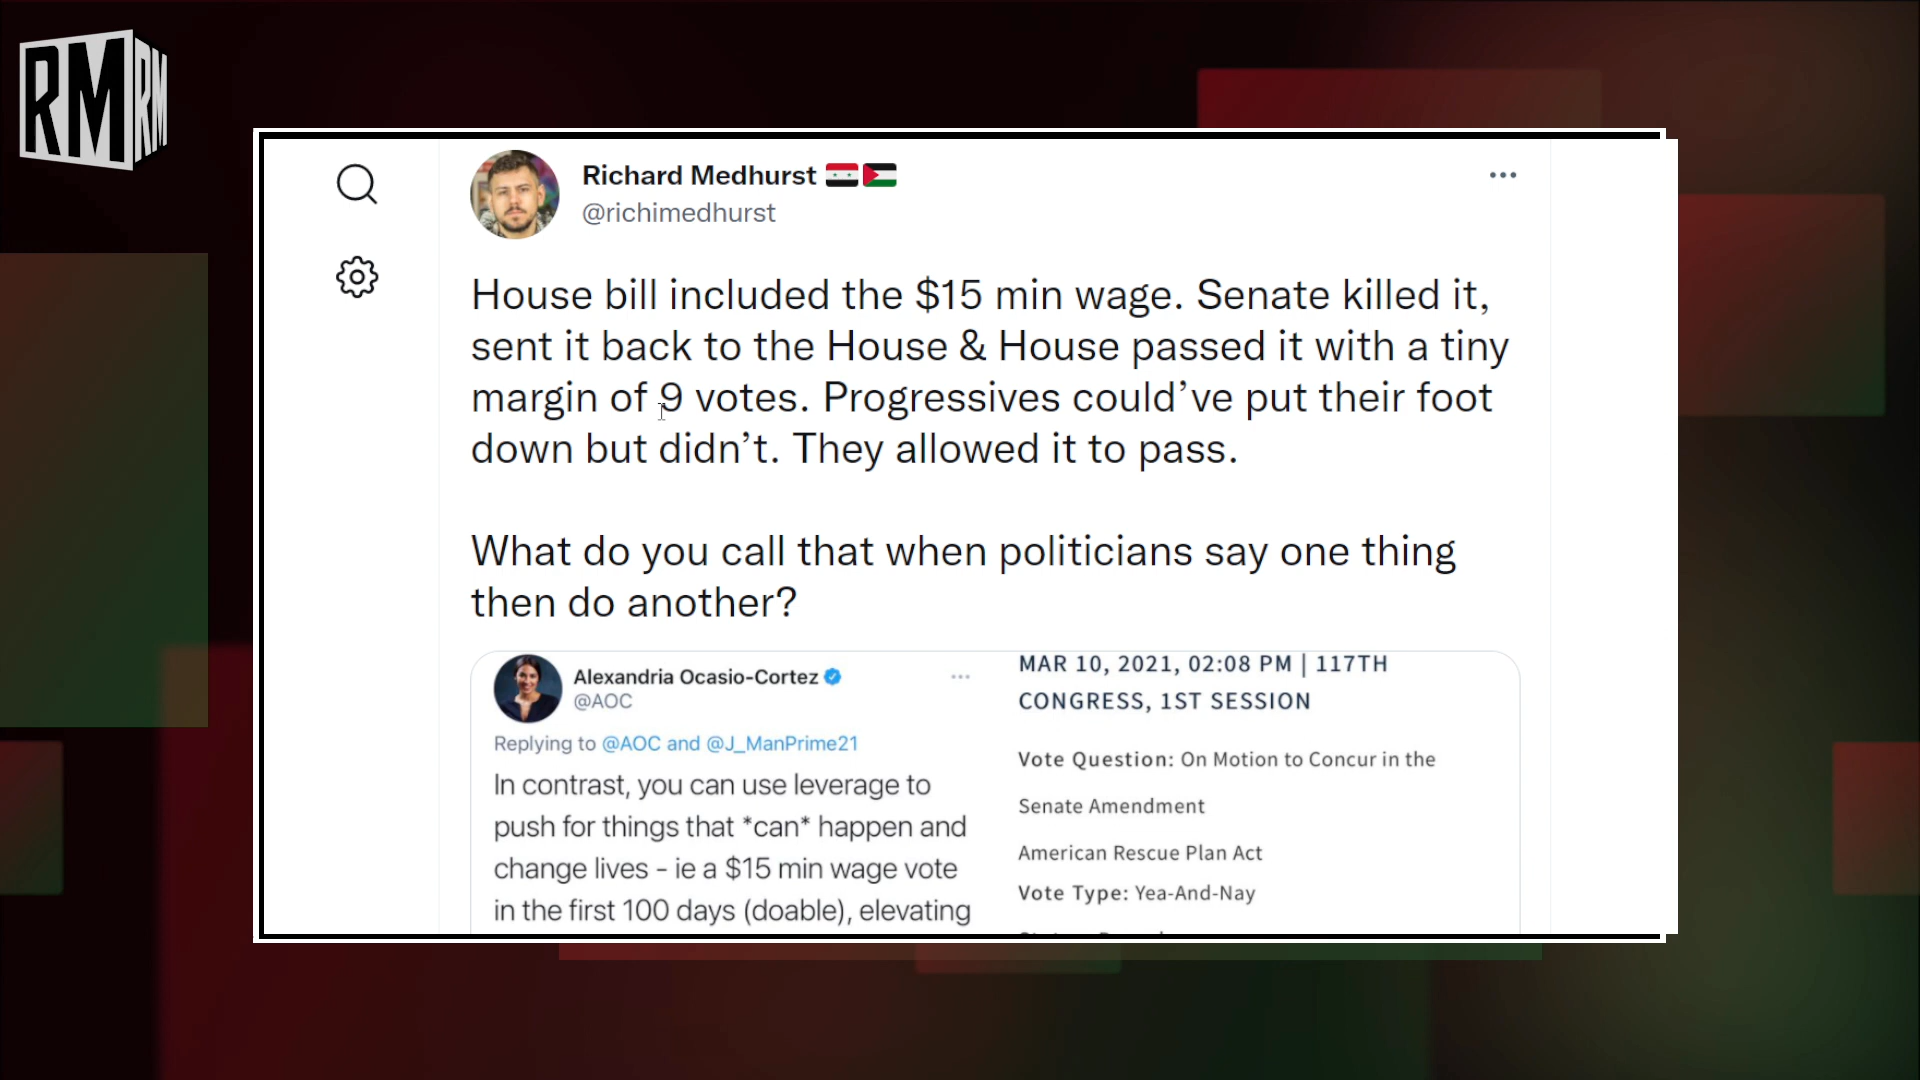 RM RM
Richard Medhurst
@richimedhurst
House bill included the $15 min wage. Senate killed it,
sent it back to the House & House passed it with a tiny
margin of 9 votes. Progressives could’ve put their foot
down but didn’t. They allowed it to pass.
What do you call that when politicians say one thing
then do another?
Alexandria Ocasio-Cortez
@AOC
Replying to @AOC and @J_ManPrime21
In contrast, you can use leverage to
push for things that *can* happen and
change lives - ie a $15 min wage vote
in the first 100 days (doable), elevating
MAR 10, 2021, 02:08 PM | 117TH
CONGRESS, 1ST SESSION
Vote Question: On Motion to Concur in the
Senate Amendment
American Rescue Plan Act
Vote Type: Yea-And-Nay